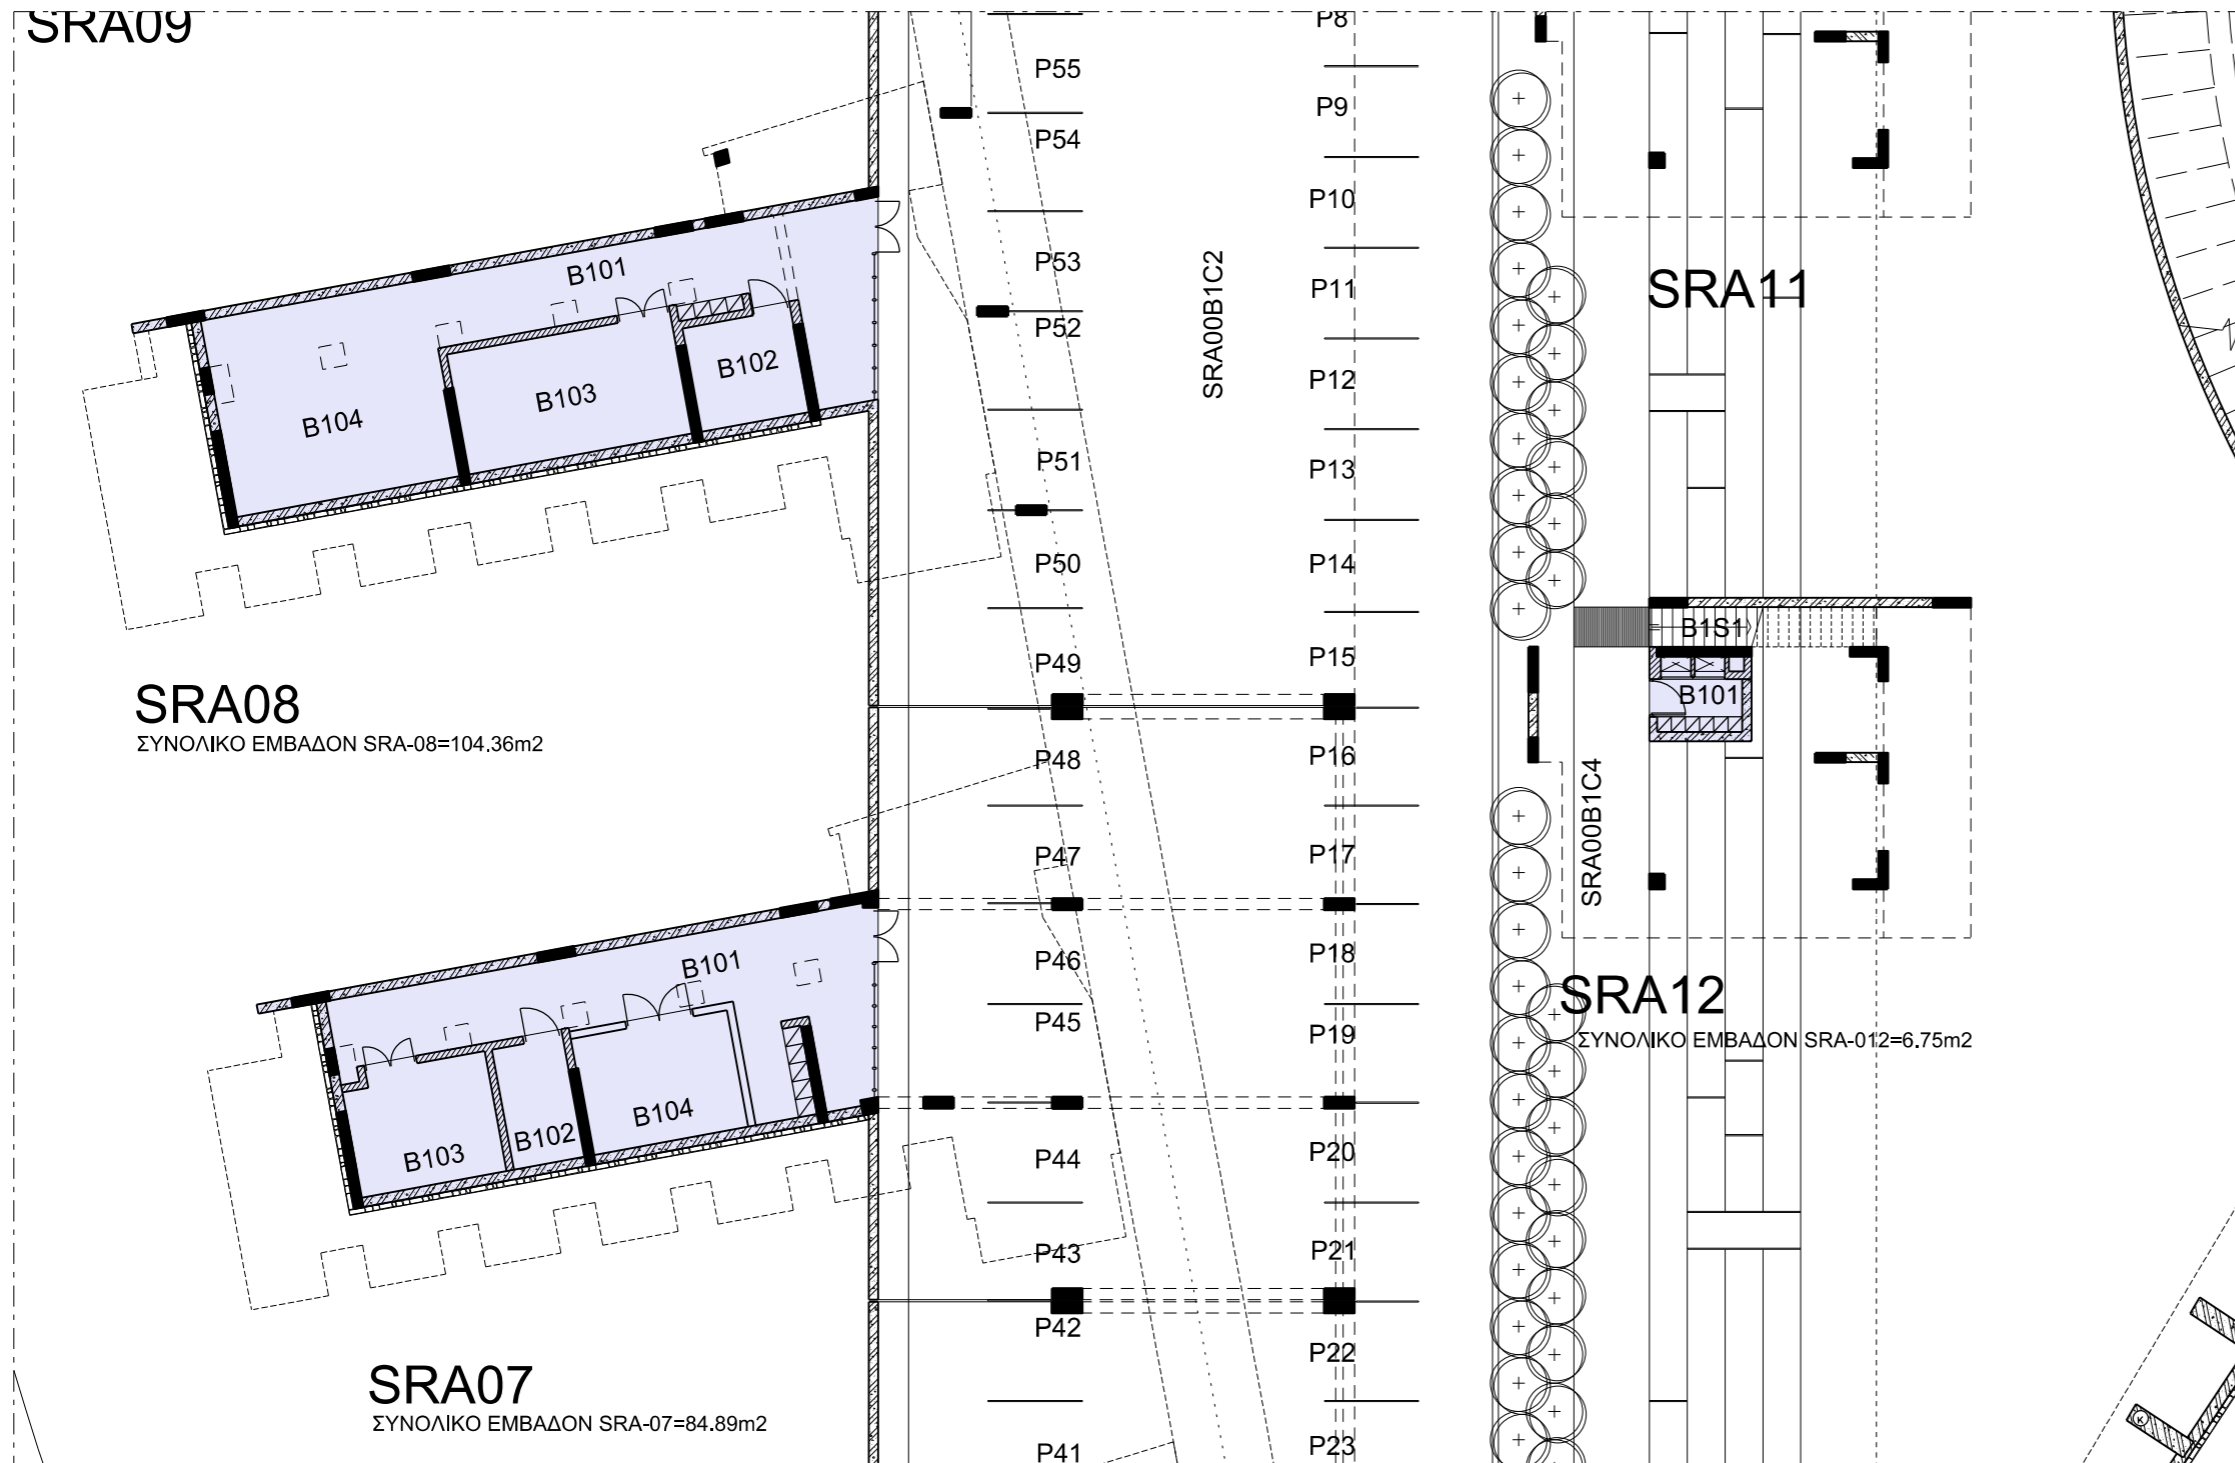 SRA09
P8
P55
P9
P54
P10
P53
P11
P52
P12
P51
P13
P50
P14
P49
P15
P48
P16
P47
P17
P46
P18
P45
P19
P44
P20
P43
P21
P42
P22
P41
P23
SRA00B1C2
B101
B102
B103
B104
SRA08
ΣΥΝΟΛΙΚΟ ΕΜΒΑΔΟΝ SRA-08=104.36m2
B101
B104
B102
B103
SRA07
ΣΥΝΟΛΙΚΟ ΕΜΒΑΔΟΝ SRA-07=84.89m2
SRA11
B1S1
B101
SRA00B1C4
SRA12
ΣΥΝΟΛΙΚΟ ΕΜΒΑΔΟΝ SRA-012=6.75m2
K